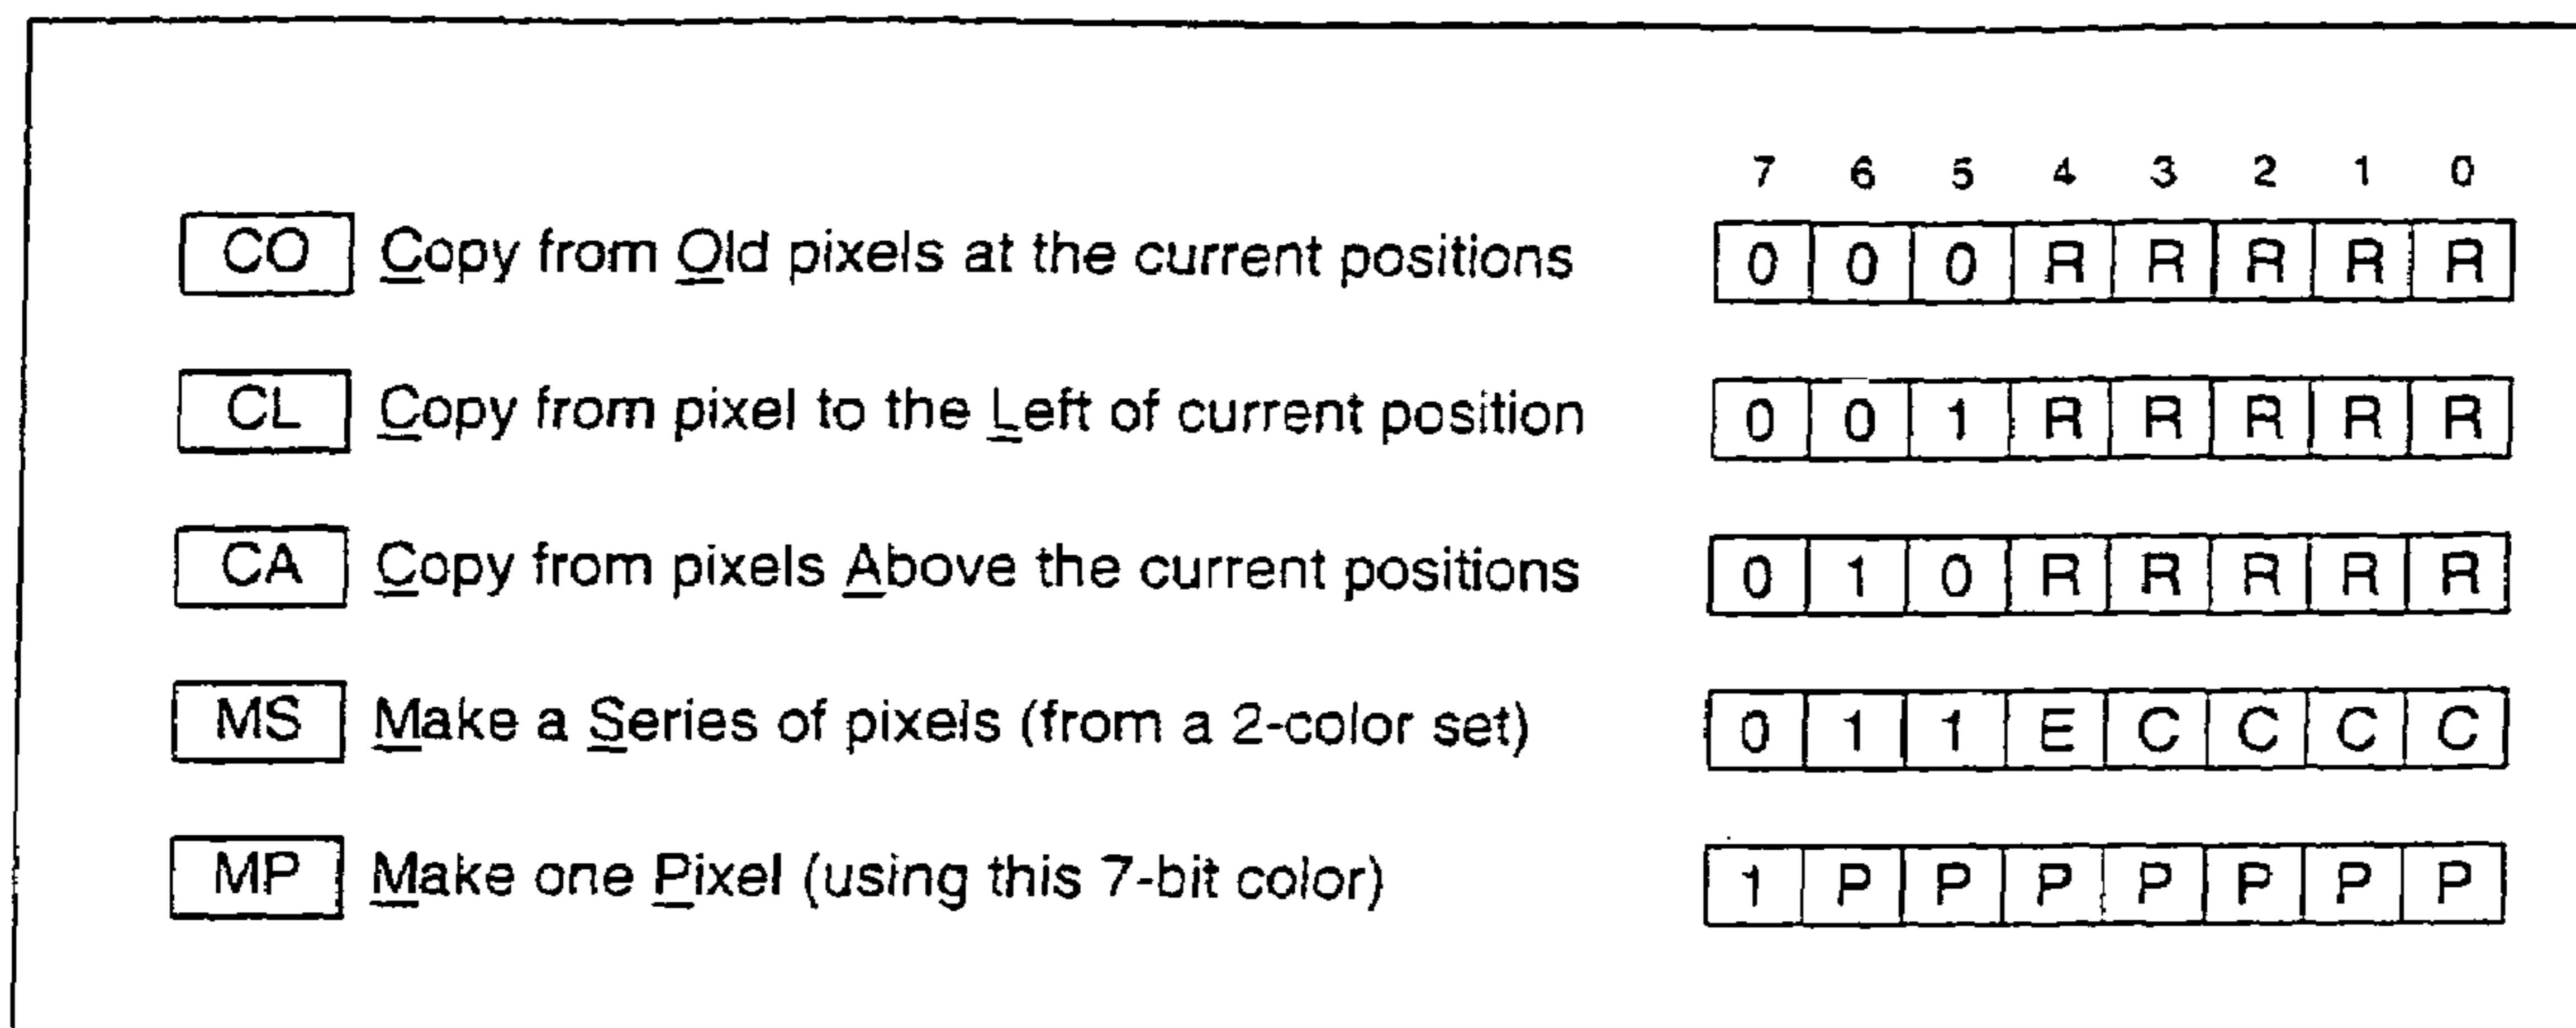 7 6 5 4 3 2 1 0
CO Copy from Old pixels at the current positions 0 0 0 R R R R R
CL Copy from pixel to the Left of current position 0 0 1 R R R R R
CA Copy from pixels Above the current positions 0 1 0 R R R R R
MS Make a Series of pixels (from a 2-color set) 0 1 1 E C C C C
MP Make one Pixel (using this 7-bit color) 1 P P P P P P P